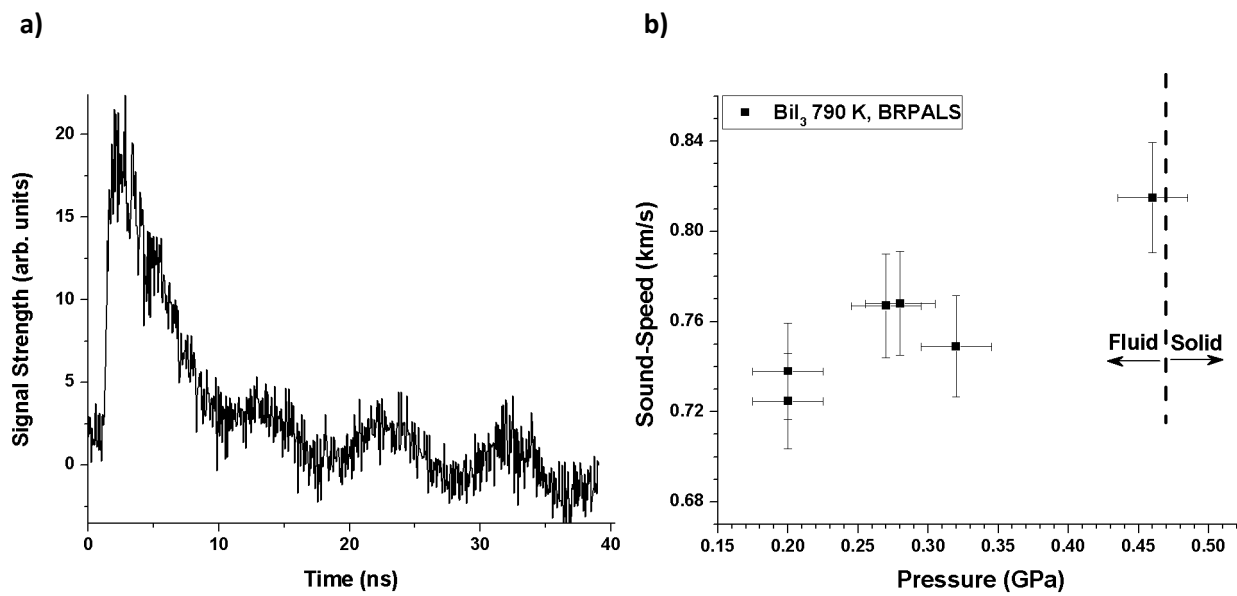 a)
20
15
10
5
0
Signal Strength (arb. units)
0 10 20 30 40
Time (ns)
b)
BiI₃ 790 K, BRPALS
0.84
0.80
0.76
0.72
0.68
Sound-Speed (km/s)
Fluid Solid
0.15 0.20 0.25 0.30 0.35 0.40 0.45 0.50
Pressure (GPa)